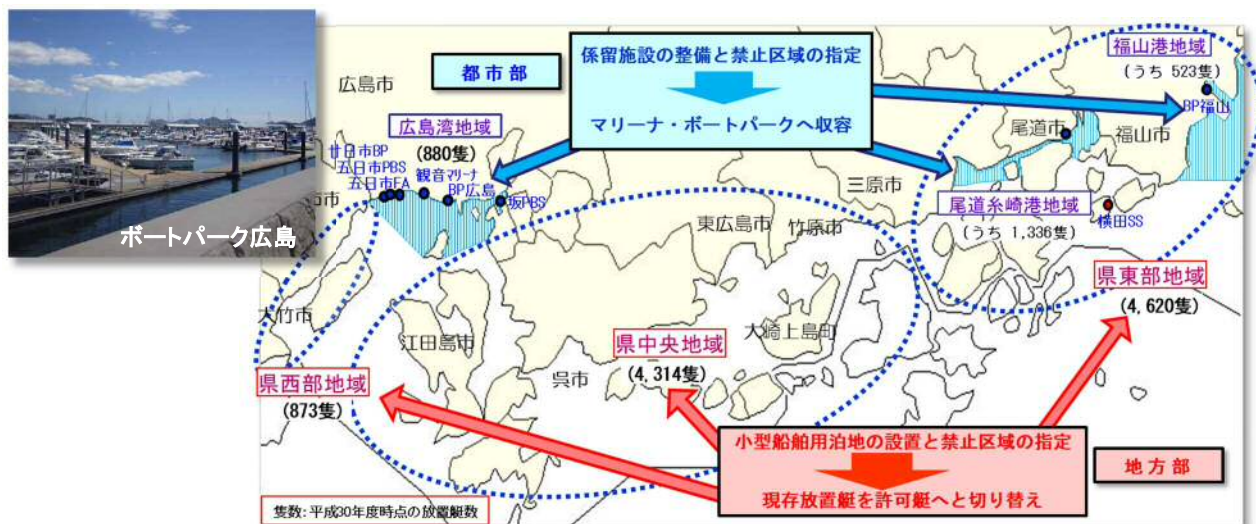 ボートパーク広島
都市部
係留施設の整備と禁止区域の指定
マリーナ・ボートパークへ収容
福山港地域
(うち 523隻)
BP福山
広島市
広島湾地域
(880隻)
廿日市BP
五日市PBS
五日市FA
観音マリーナ
BP広島
坂PBS
尾道市
福山市
三原市
尾道糸崎港地域
(うち 1,336隻)
横田SS
東広島市
竹原市
県東部地域
(4,620隻)
大竹市
江田島市
大崎上島町
県中央地域
(4,314隻)
呉市
県西部地域
(873隻)
小型船舶用泊地の設置と禁止区域の指定
現存放置艇を許可艇へと切り替え
地方部
隻数:平成30年度時点の放置艇数